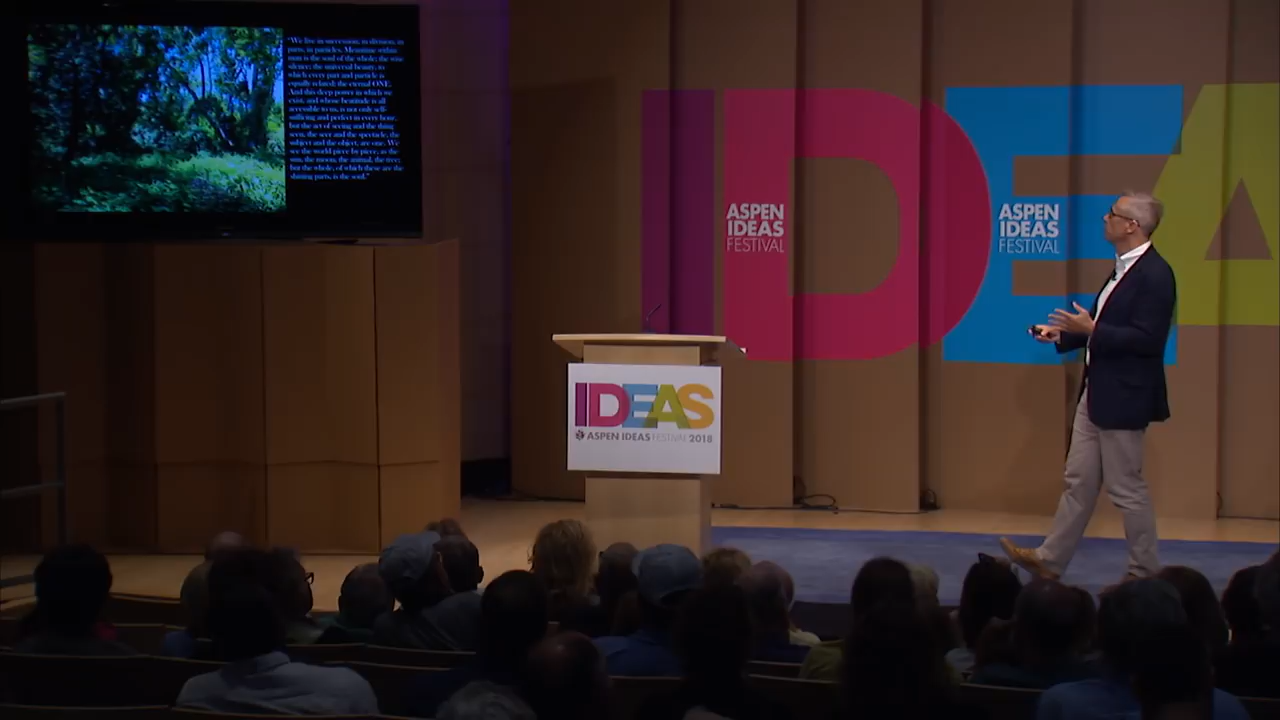 "We live in succession, in division, in
parts, in particles. Meantime within
man is the soul of the whole; the wise
silence; the universal beauty, to
which every part and particle is
equally related; the eternal ONE.
And this deep power in which we
exist, and whose beatitude is all
accessible to us, is not only self-
sufficing and perfect in every hour,
but the act of seeing and the thing
seen, the seer and the spectacle, the
subject and the object, are one. We
see the world piece by piece, as the
sun, the moon, the animal, the tree;
but the whole, of which these are the
shining parts, is the soul."
IDEA
ASPEN
IDEAS
FESTIVAL
ASPEN
IDEAS
FESTIVAL
IDEAS
ASPEN IDEAS FESTIVAL 2018